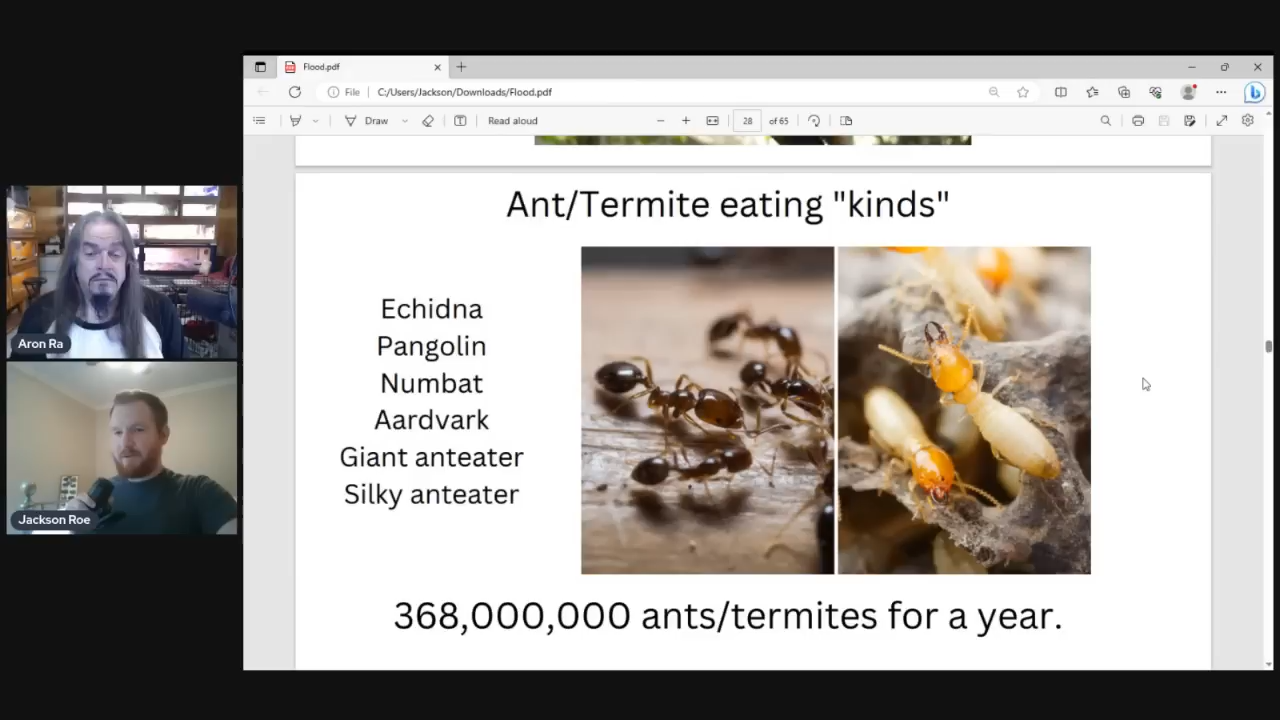 Flood.pdf
File
C:/Users/Jackson/Downloads/Flood.pdf
Draw
Read aloud
28 of 65
Ant/Termite eating "kinds"
Echidna
Pangolin
Numbat
Aardvark
Giant anteater
Silky anteater
368,000,000 ants/termites for a year.
Aron Ra
Jackson Roe